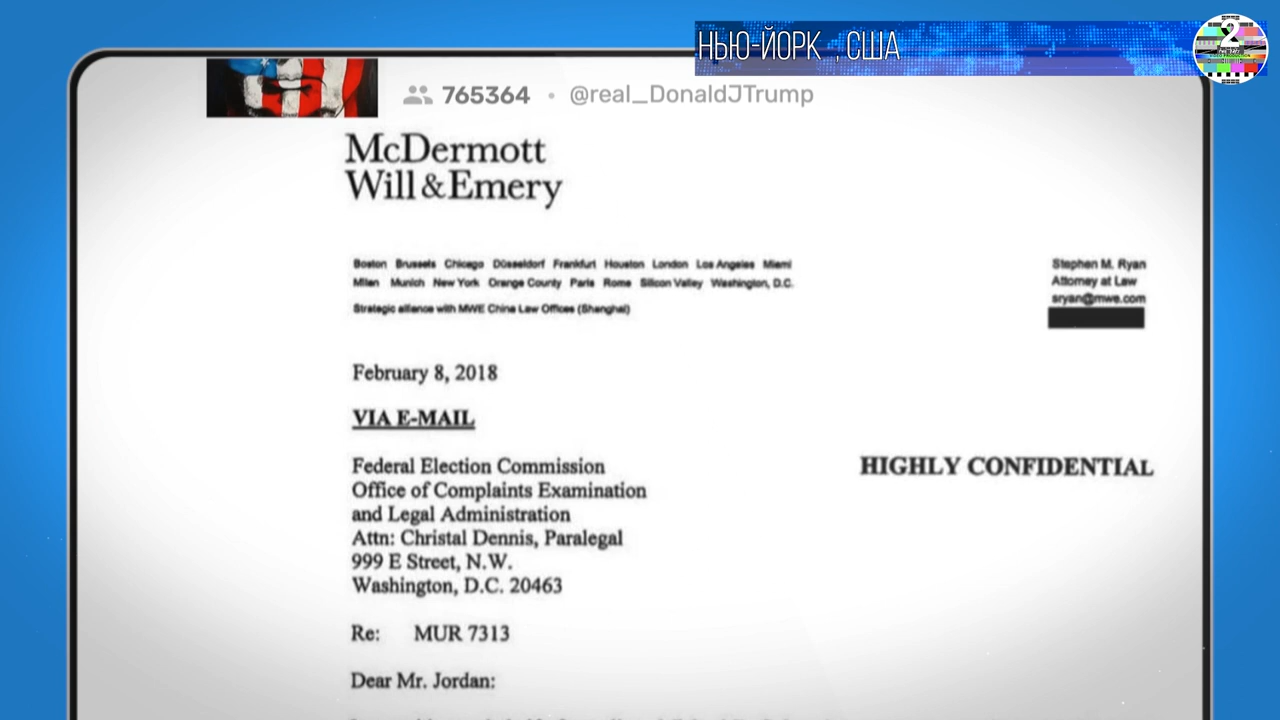 НЬЮ-ЙОРК , США
2
765364 • @real_DonaldJTrump
McDermott
Will & Emery
Boston Brussels Chicago Düsseldorf Frankfurt Houston London Los Angeles Miami
Milan Munich New York Orange County Paris Rome Silicon Valley Washington, D.C.
Strategic alliance with MWE China Law Offices (Shanghai)
Stephen M. Ryan
Attorney at Law
sryan@mwe.com
February 8, 2018
VIA E-MAIL
Federal Election Commission
HIGHLY CONFIDENTIAL
Office of Complaints Examination
and Legal Administration
Attn: Christal Dennis, Paralegal
999 E Street, N.W.
Washington, D.C. 20463
Re: MUR 7313
Dear Mr. Jordan: